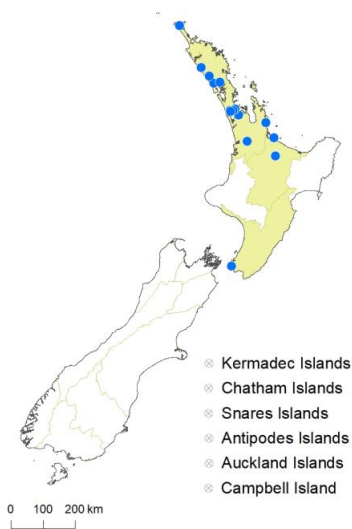 Kermadec Islands
Chatham Islands
Snares Islands
Antipodes Islands
Auckland Islands
Campbell Island
0 100 200 km